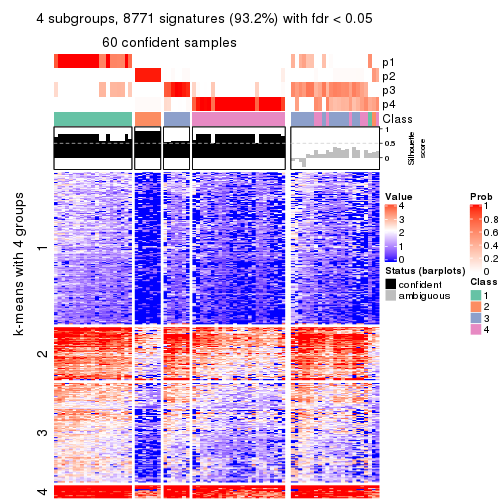 4 subgroups, 8771 signatures (93.2%) with fdr < 0.05
60 confident samples
p1
p2
p3
p4
Class
1
0.5
0
Silhouette
score
k-means with 4 groups
1
2
3
4
Value
4
3
2
1
0
Status (barplots)
confident
ambiguous
Prob
1
0.8
0.6
0.4
0.2
0
Class
1
2
3
4